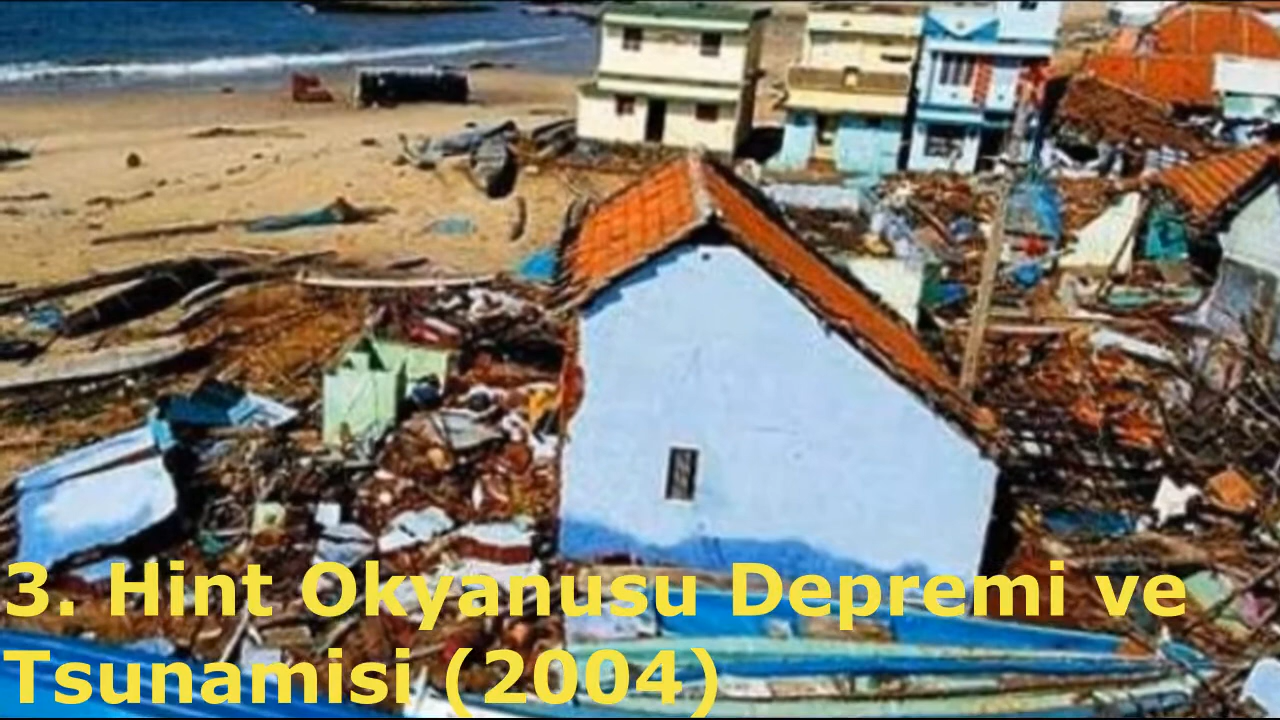 3. Hint Okyanusu Depremi ve
Tsunamisi (2004)